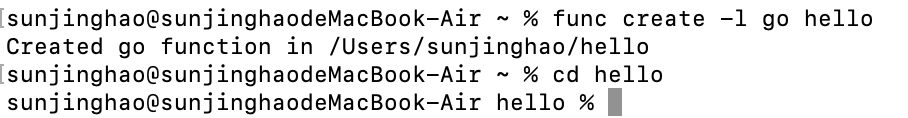 [sunjinghao@sunjinghaodeMacBook-Air ~ % func create -l go hello
Created go function in /Users/sunjinghao/hello
[sunjinghao@sunjinghaodeMacBook-Air ~ % cd hello
sunjinghao@sunjinghaodeMacBook-Air hello %